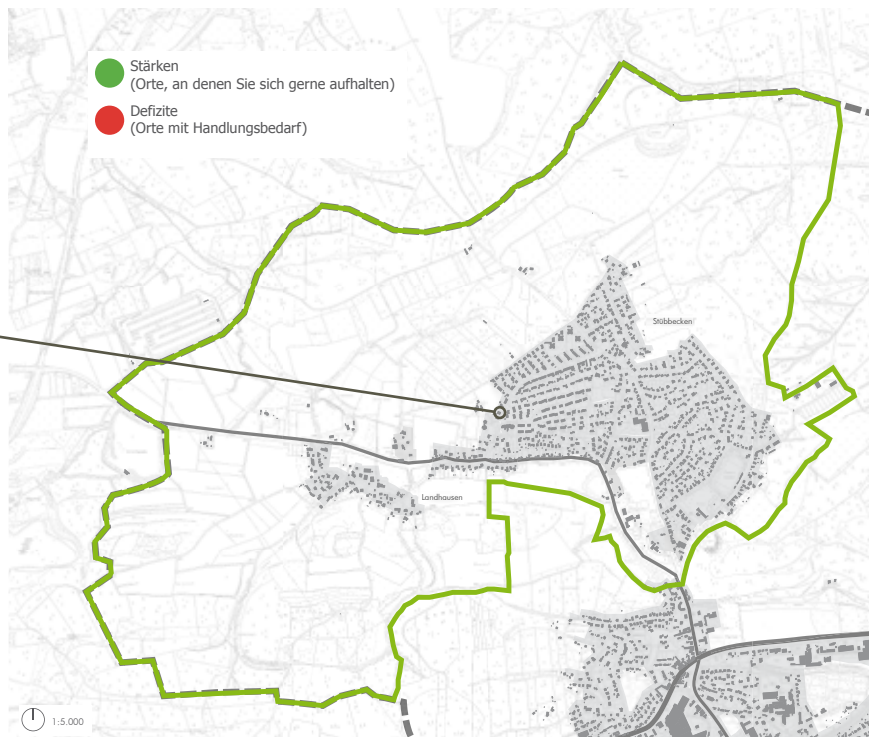 Stärken
(Orte, an denen Sie sich gerne aufhalten)
Defizite
(Orte mit Handlungsbedarf)
Stübbecken
Landhausen
1:5.000